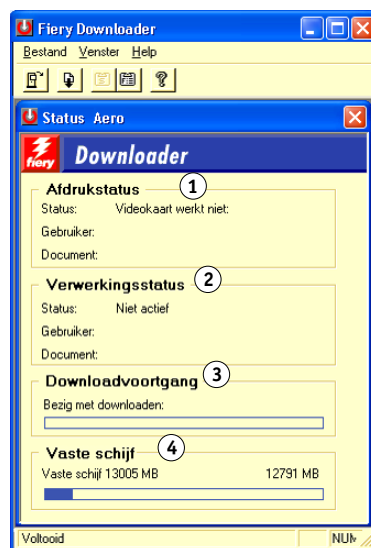 Fiery Downloader
Bestand Venster Help
Status Aero
fiery Downloader
Afdrukstatus 1
Status: Videokaart werkt niet:
Gebruiker:
Document:
Verwerkingsstatus 2
Status: Niet actief
Gebruiker:
Document:
Downloadvoortgang 3
Bezig met downloaden:
Vaste schijf 4
Vaste schijf 13005 MB 12791 MB
Voltooid NUM